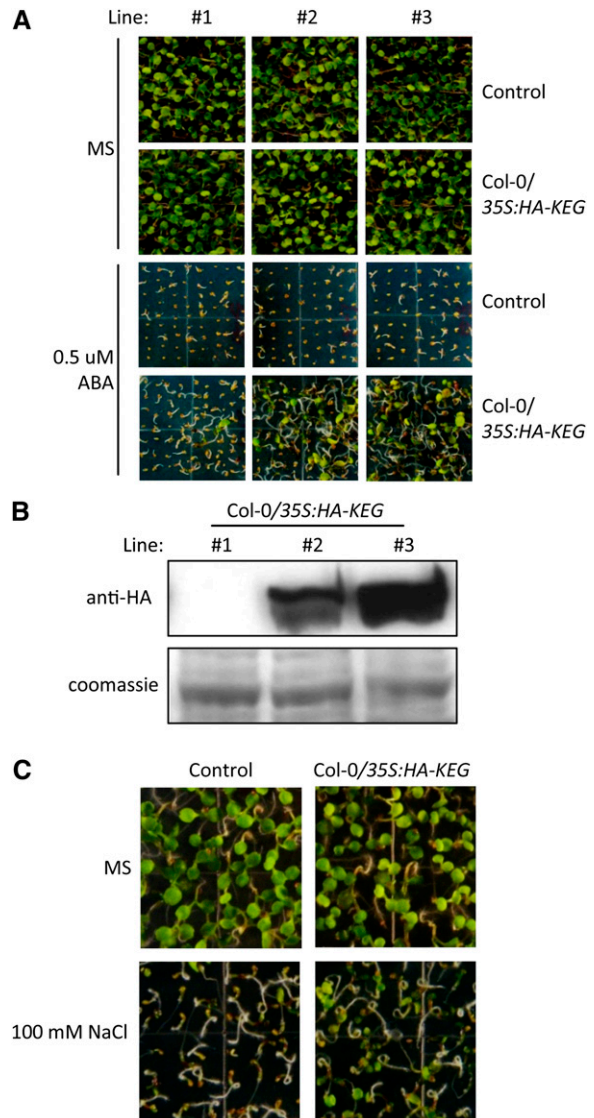 A
Line: #1 #2 #3
MS
Control
Col-0/
35S:HA-KEG
0.5 uM
ABA
Control
Col-0/
35S:HA-KEG
B
Col-0/35S:HA-KEG
Line: #1 #2 #3
anti-HA
coomassie
C
Control Col-0/35S:HA-KEG
MS
100 mM NaCl